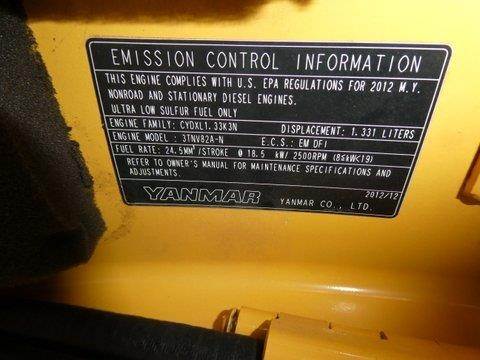 EMISSION CONTROL INFORMATION
THIS ENGINE COMPLIES WITH U.S. EPA REGULATIONS FOR 2012 M.Y.
NONROAD AND STATIONARY DIESEL ENGINES.
ULTRA LOW SULFUR FUEL ONLY
ENGINE FAMILY: CYDXL1.33K3N DISPLACEMENT: 1.331 LITERS
ENGINE MODEL: 3TNV82A-N E.C.S.: EM DFI
FUEL RATE: 24.5MM³/STROKE @ 18.5 kW/ 2500RPM (8≤kW<19)
REFER TO OWNER'S MANUAL FOR MAINTENANCE SPECIFICATIONS AND
ADJUSTMENTS.
2012/12
YANMAR YANMAR CO., LTD.